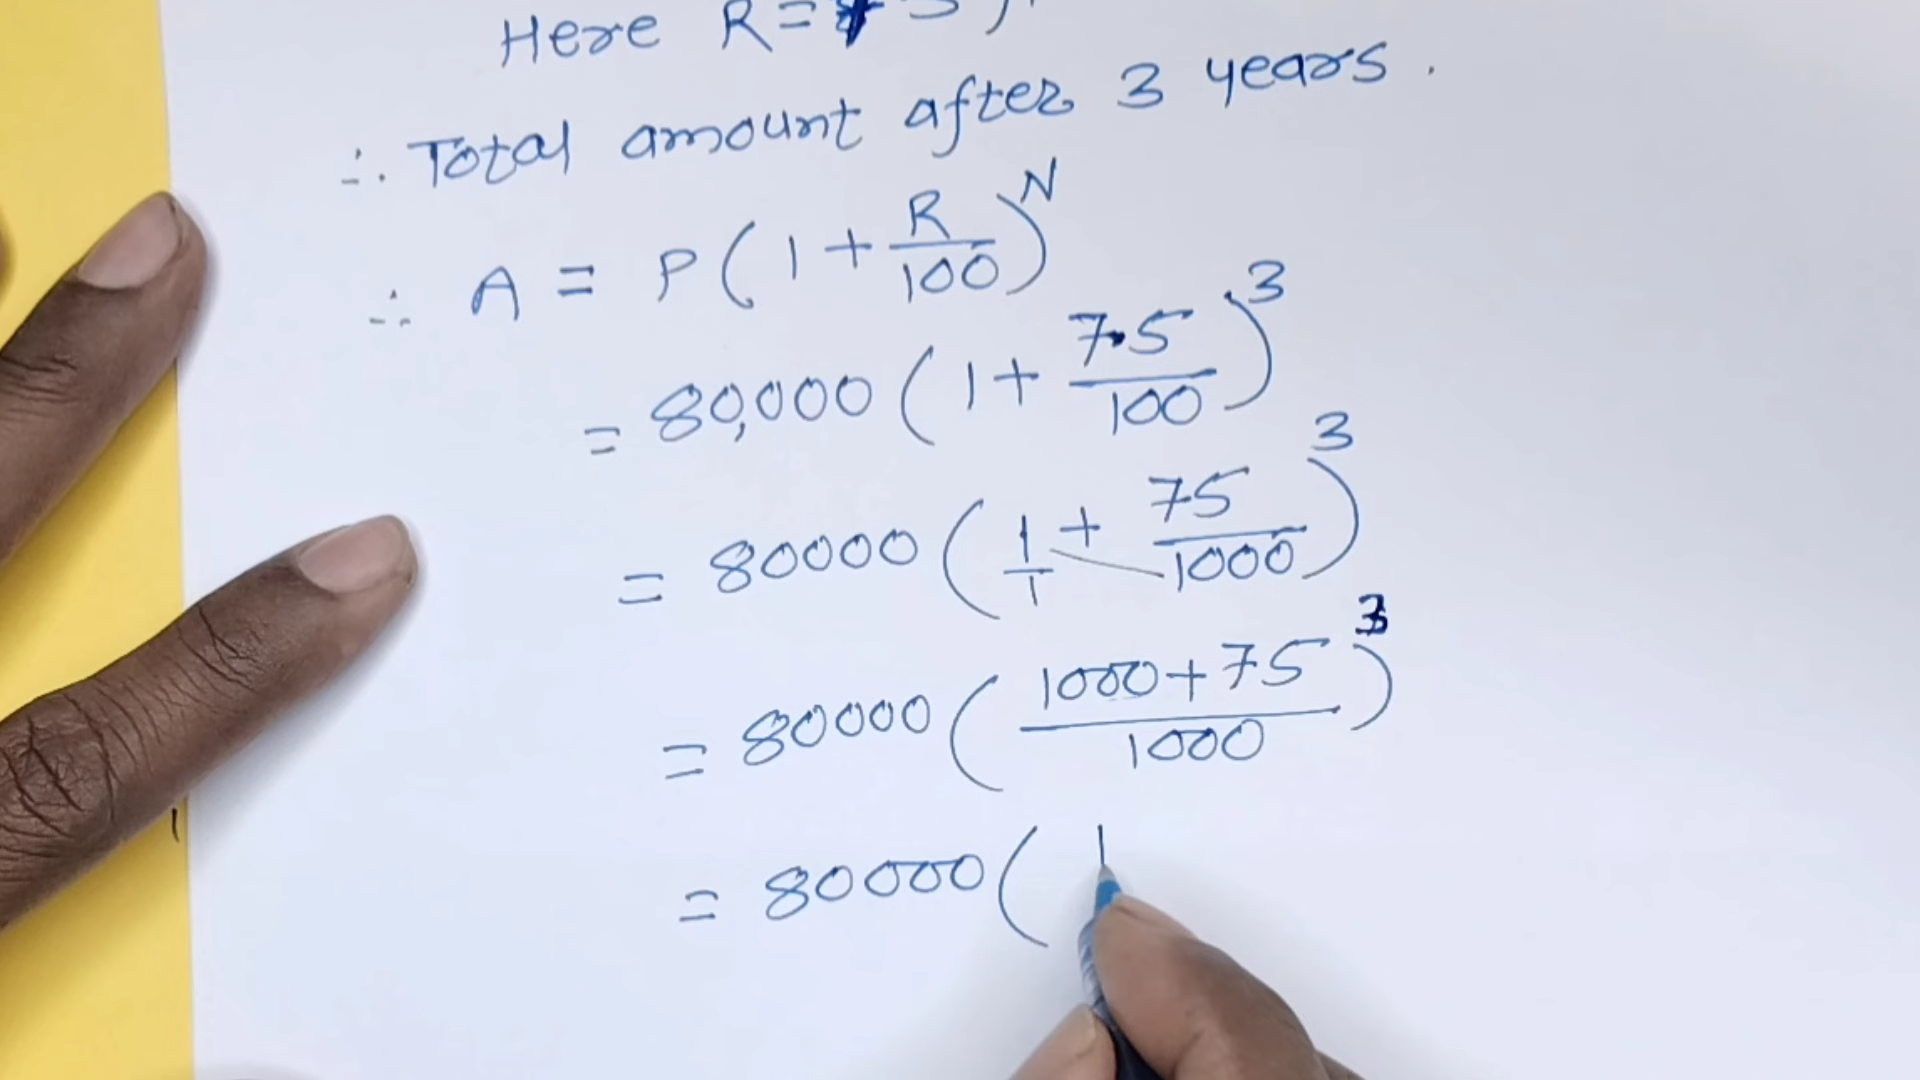 Here R =
∴ Total amount after 3 years.
∴ A = P(1 + R/100)^N
= 80,000(1 + 7.5/100)^3
= 80000(1/1 + 75/1000)^3
= 80000(1000+75/1000)^3
= 80000(1